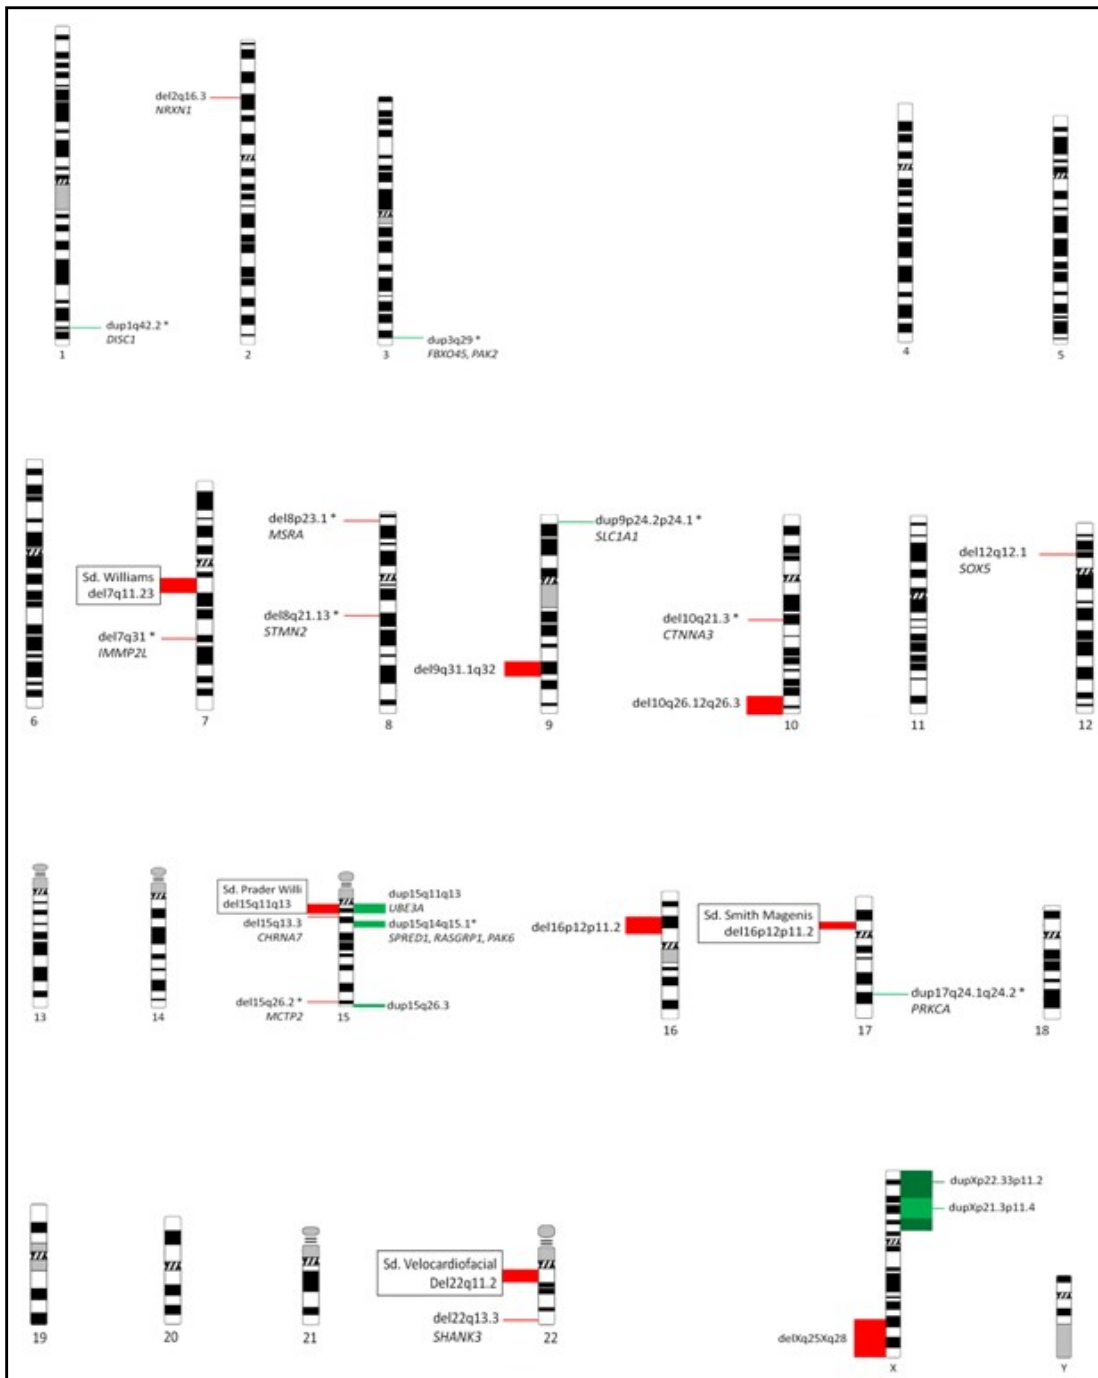 del2q16.3
NRXN1
dup1q42.2 *
DISC1
dup3q29 *
FBXO45, PAK2
1
2
3
4
5
del8p23.1 *
MSRA
dup9p24.2p24.1 *
SLC1A1
del12q12.1
SOX5
Sd. Williams
del7q11.23
del7q31 *
IMMP2L
del8q21.13 *
STMN2
del10q21.3 *
CTNNA3
del9q31.1q32
del10q26.12q26.3
6
7
8
9
10
11
12
Sd. Prader Willi
del15q11q13
dup15q11q13
UBE3A
del15q13.3
CHRNA7
dup15q14q15.1*
SPRED1, RASGRP1, PAK6
del16p12p11.2
Sd. Smith Magenis
del16p12p11.2
del15q26.2 *
MCTP2
dup15q26.3
dup17q24.1q24.2 *
PRKCA
13
14
15
16
17
18
dupXp22.33p11.2
dupXp21.3p11.4
Sd. Velocardiofacial
Del22q11.2
del22q13.3
SHANK3
delXq25Xq28
19
20
21
22
X
Y